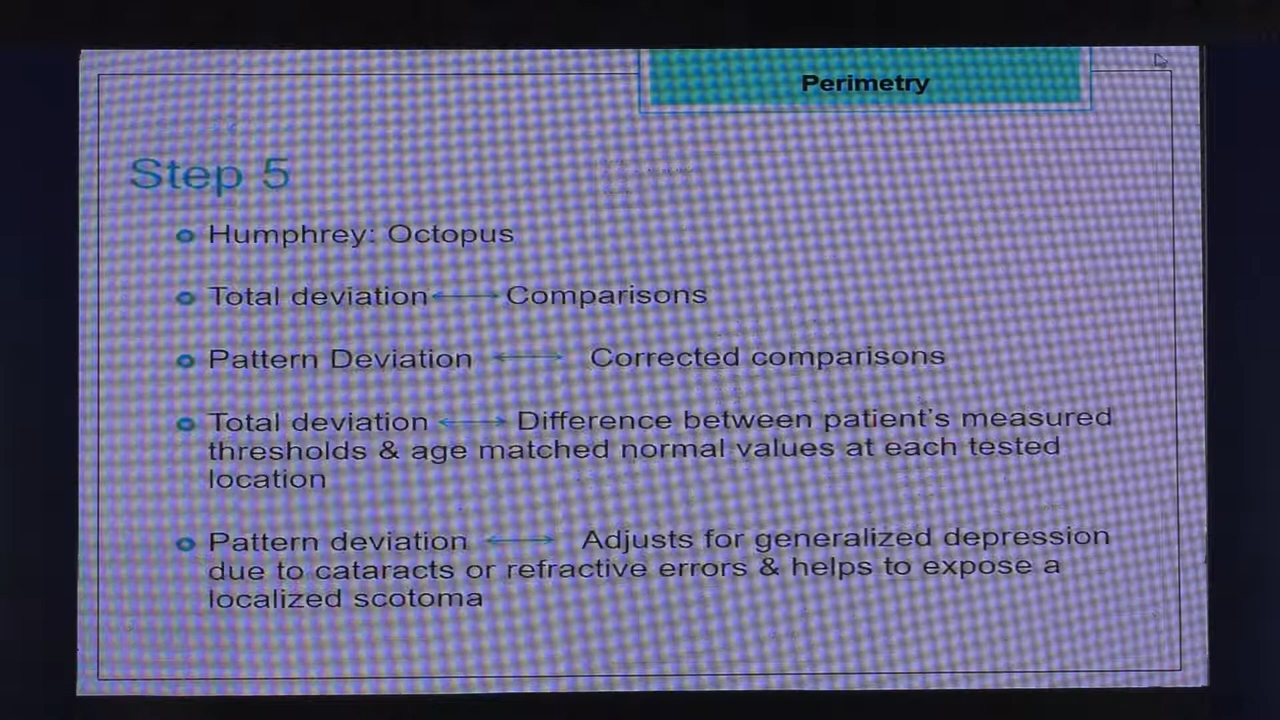 Perimetry
Step 5
Humphrey: Octopus
Total deviation ←→ Comparisons
Pattern Deviation ←→ Corrected comparisons
Total deviation ←→ Difference between patient's measured
thresholds & age matched normal values at each tested
location
Pattern deviation ←→ Adjusts for generalized depression
due to cataracts or refractive errors & helps to expose a
localized scotoma